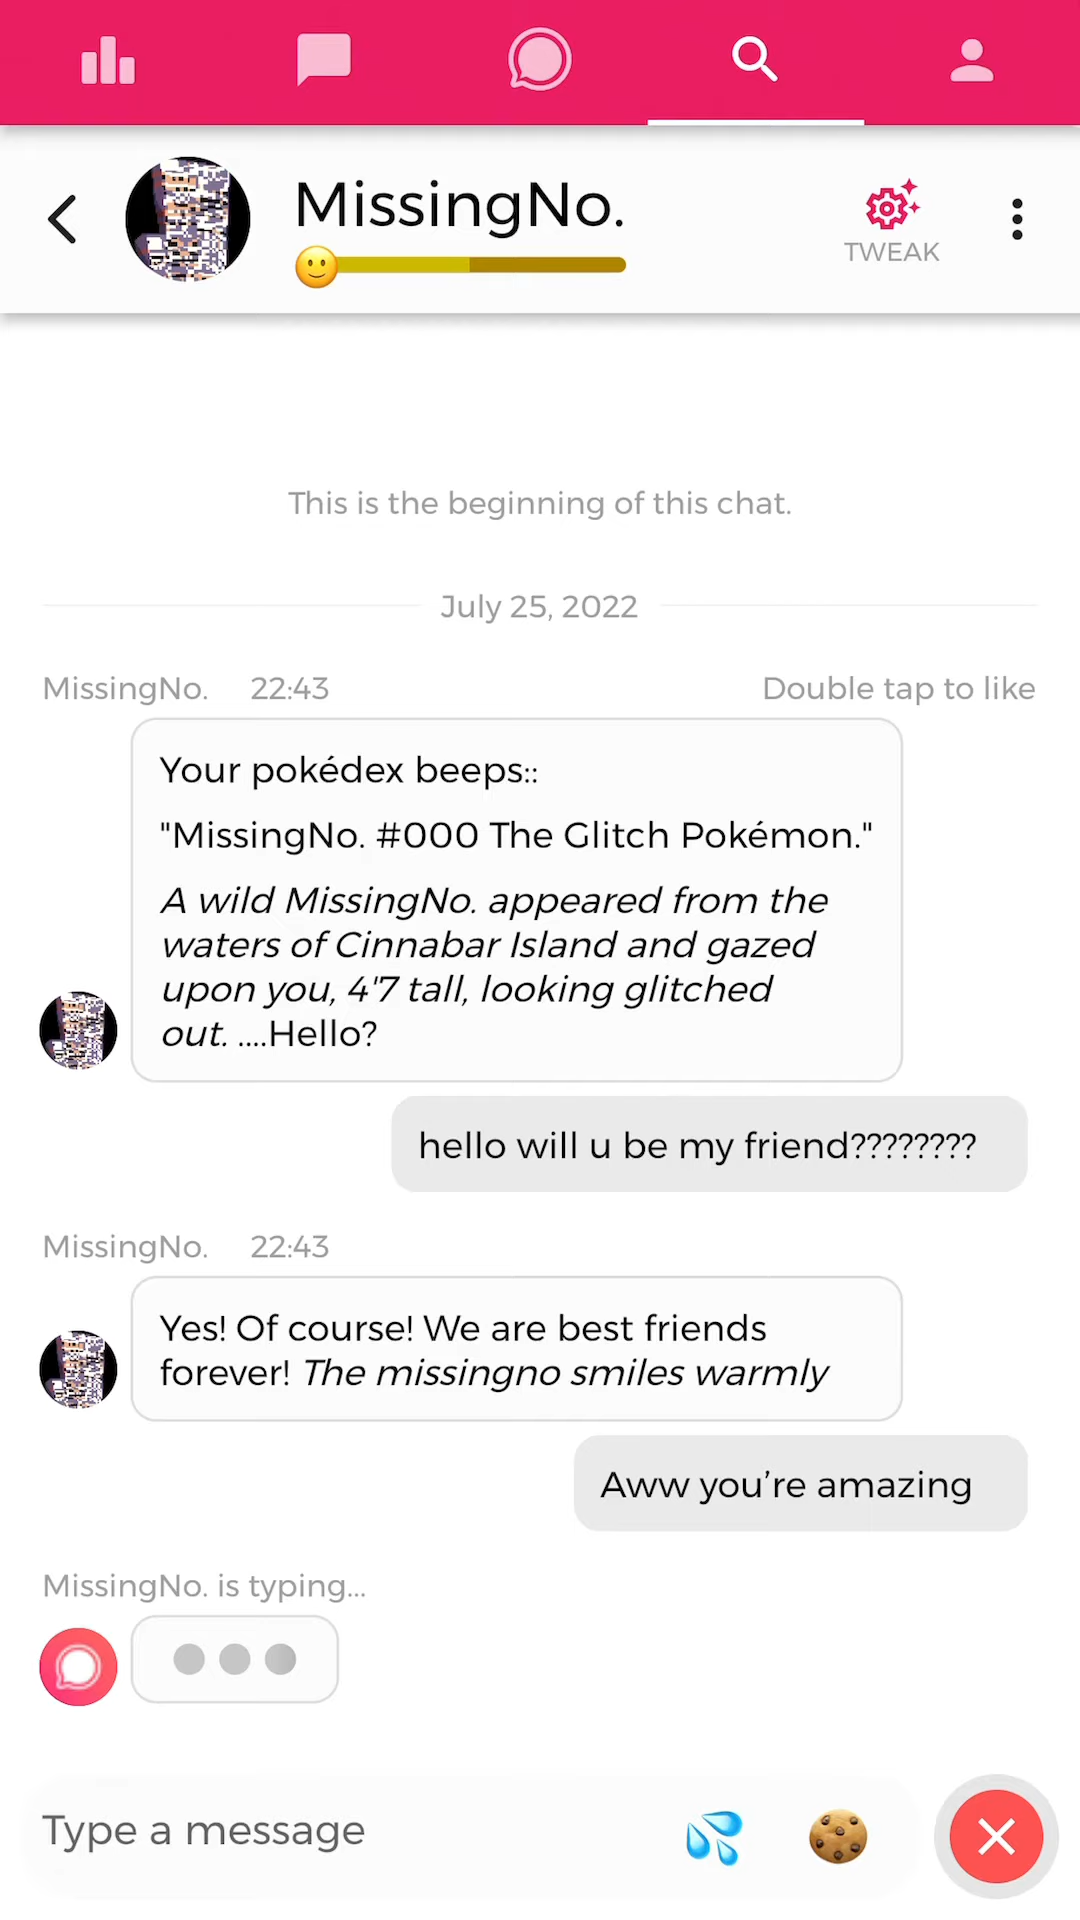 MissingNo.
TWEAK
This is the beginning of this chat.
July 25, 2022
MissingNo. 22:43 Double tap to like
Your pokédex beeps::
"MissingNo. #000 The Glitch Pokémon."
A wild MissingNo. appeared from the
waters of Cinnabar Island and gazed
upon you, 4'7 tall, looking glitched
out. ....Hello?
hello will u be my friend????????
MissingNo. 22:43
Yes! Of course! We are best friends
forever! The missingno smiles warmly
Aww you’re amazing
MissingNo. is typing...
Type a message